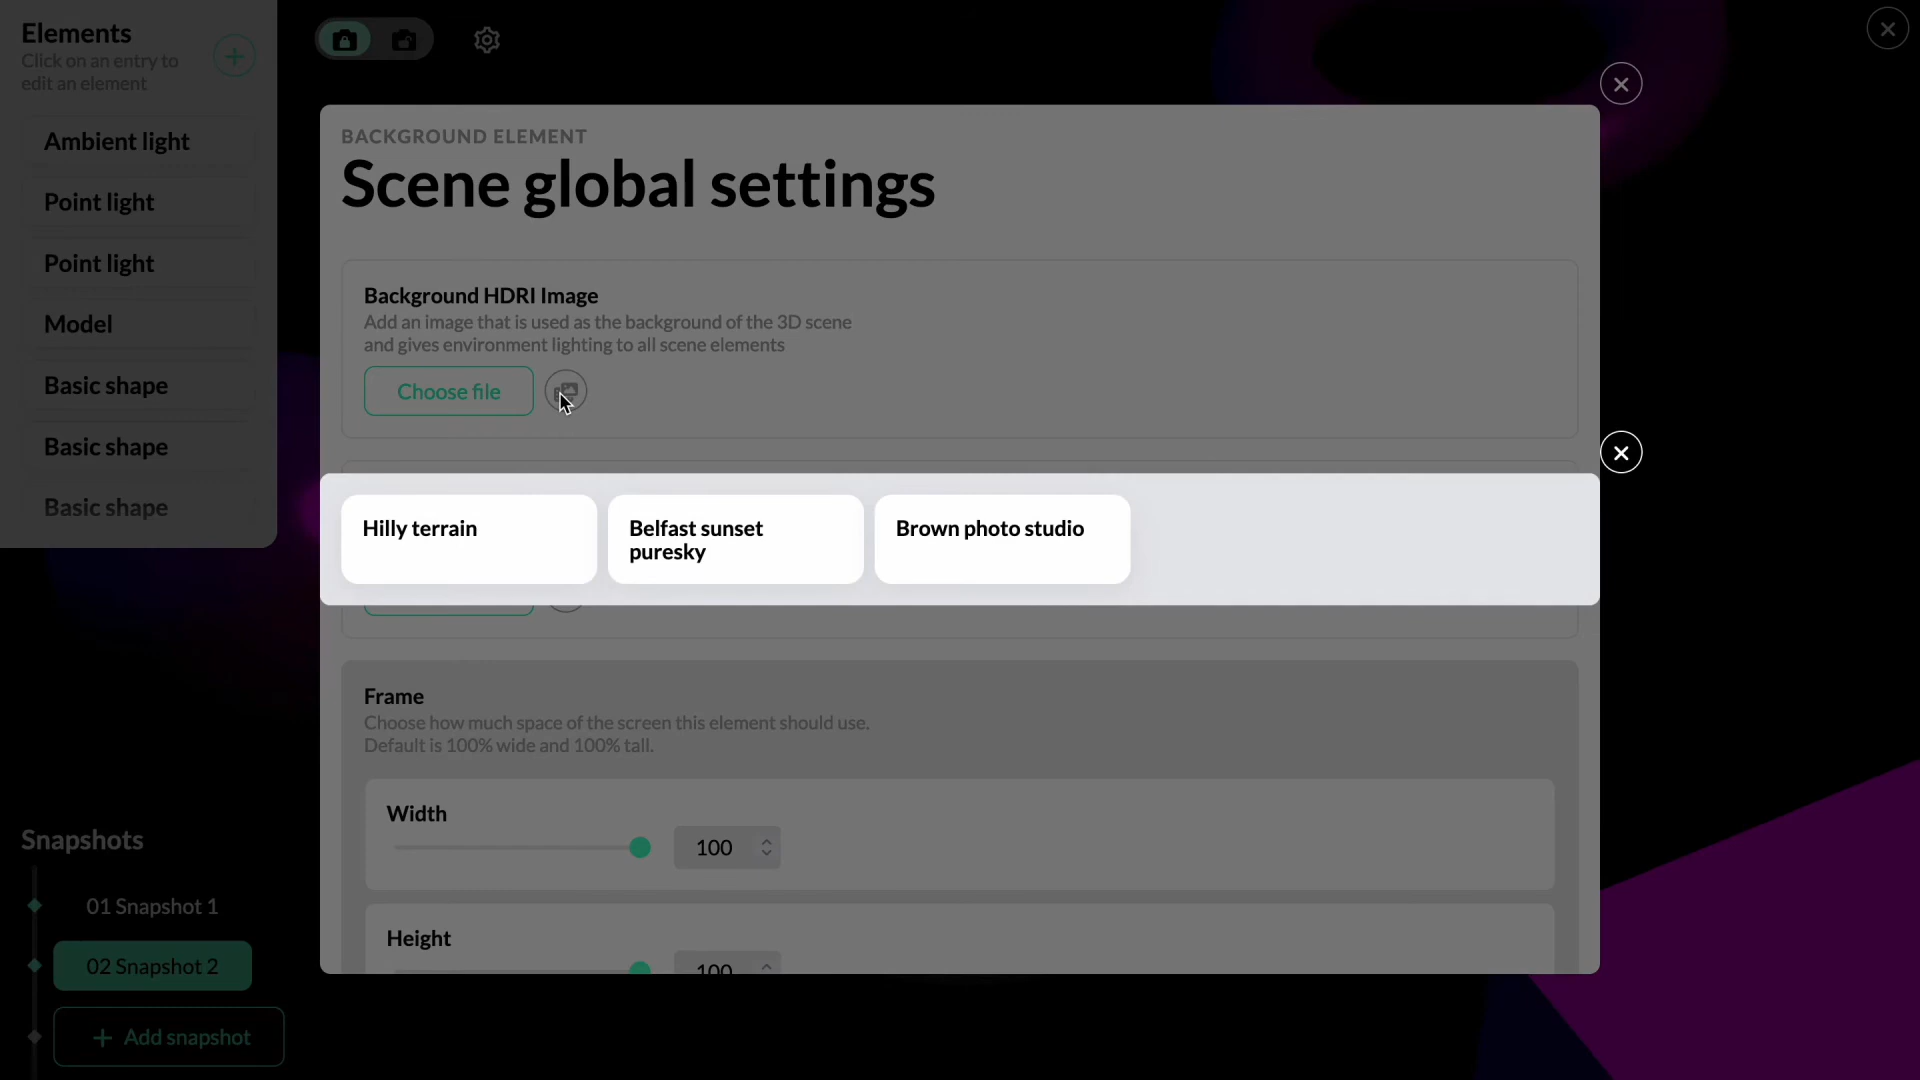 Elements
Click on an entry to
edit an element
Ambient light
Point light
Point light
Model
Basic shape
Basic shape
Basic shape
BACKGROUND ELEMENT
Scene global settings
Background HDRI Image
Add an image that is used as the background of the 3D scene
and gives environment lighting to all scene elements
Choose file
Hilly terrain
Belfast sunset
puresky
Brown photo studio
Frame
Choose how much space of the screen this element should use.
Default is 100% wide and 100% tall.
Width
100
Height
100
Snapshots
01 Snapshot 1
02 Snapshot 2
Add snapshot